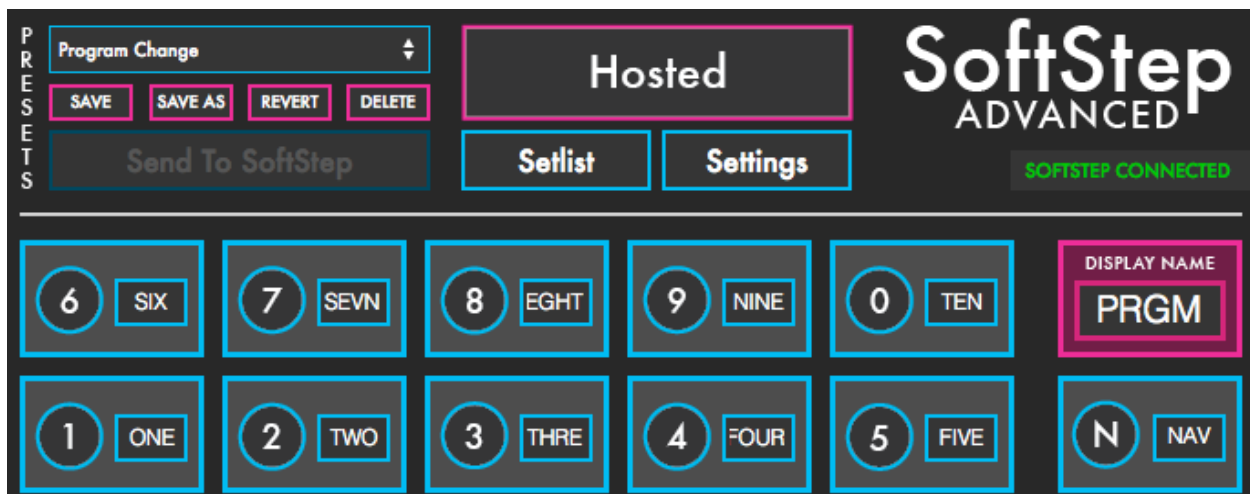 PRESETS
Program Change
SAVE SAVE AS REVERT DELETE
Send To SoftStep
Hosted
Setlist Settings
SoftStep
ADVANCED
SOFTSTEP CONNECTED
6 SIX 7 SEVN 8 EGHT 9 NINE 0 TEN
DISPLAY NAME
PRGM
1 ONE 2 TWO 3 THRE 4 FOUR 5 FIVE N NAV